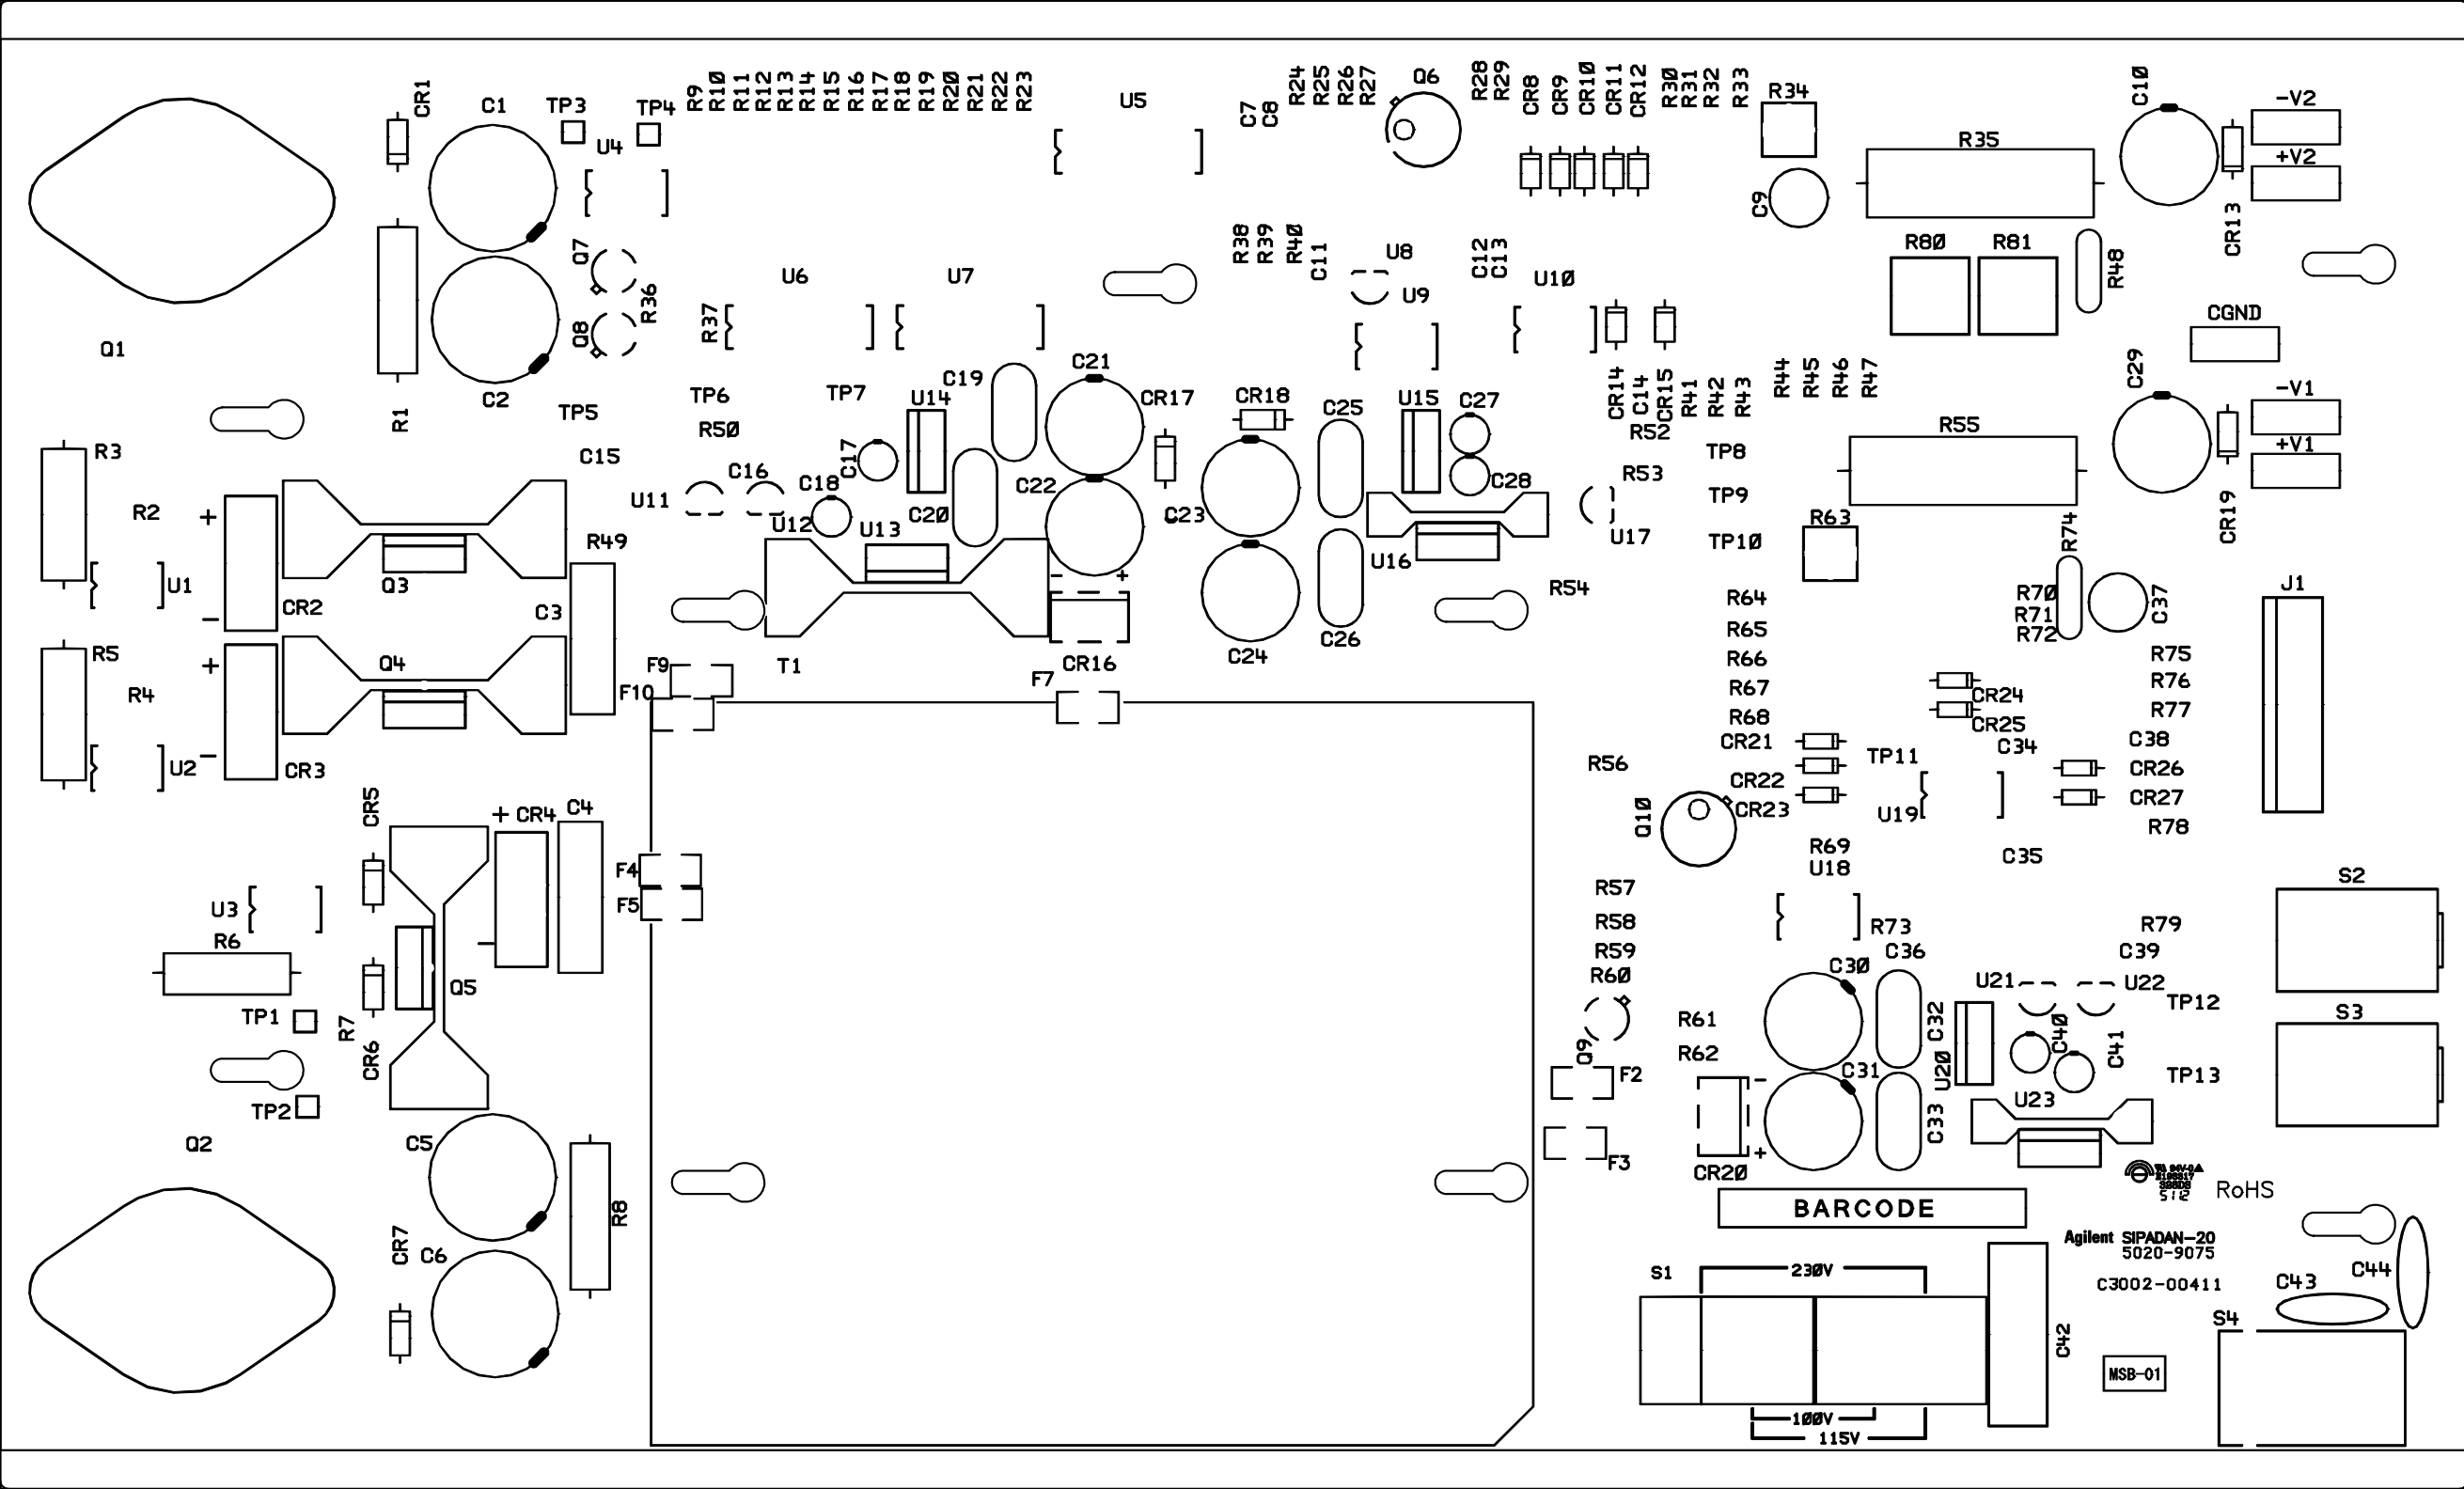 CR1
C1
TP3
TP4
U4
R9
R10
R11
R12
R13
R14
R15
R16
R17
R18
R19
R20
R21
R22
R23
U5
C7
C8
R24
R25
R26
R27
Q6
R28
R29
CR8
CR9
CR10
CR11
CR12
R30
R31
R32
R33
R34
C9
R35
C10
-V2
+V2
CR13
Q7
Q8
R36
Q1
R1
C2
TP5
U6
R37
U7
R38
R39
R40
C11
U8
U9
C12
C13
U10
R80
R81
R48
CGND
C29
-V1
+V1
CR19
TP6
R50
TP7
C19
U14
C21
CR17
CR18
C25
U15
C27
CR14
C14
CR15
R41
R42
R43
R44
R45
R46
R47
R55
R52
R53
TP8
TP9
TP10
R3
R2
+
C15
U11
C16
C18
C17
U12
U13
C20
C22
C23
C28
U16
U17
R63
R74
R49
U1
Q3
CR2
-
C3
- +
C24
C26
R54
R64
R65
R66
R67
R68
R70
R71
R72
C37
J1
R5
R4
+
Q4
F9
F10
T1
F7
CR16
R75
R76
R77
C38
CR24
CR25
C34
CR26
CR27
R78
U2
-
CR3
CR21
CR22
CR23
TP11
U19
R56
Q10
CR5
+ CR4
C4
F4
F5
U3
R6
-
Q5
R69
U18
C35
S2
R57
R58
R59
R60
R73
C36
C30
R79
C39
U21
U22
TP12
S3
TP1
R7
CR6
TP2
Q2
C5
Q9
F2
F3
R61
R62
-
+
CR20
C31
C32
C33
U20
C40
C41
U23
TP13
RoHS
BARCODE
R8
CR7
C6
Agilent SIPADAN-20
5020-9075
C3002-00411
S1
230V
100V
115V
C42
C43
C44
S4
MSB-01